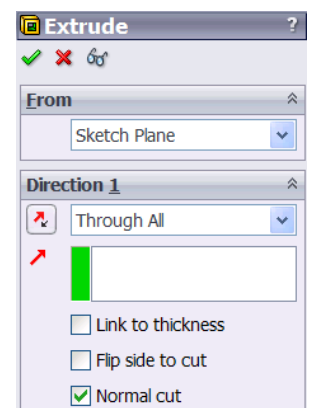 Extrude ?
From
Sketch Plane
Direction 1
Through All
Link to thickness
Flip side to cut
Normal cut